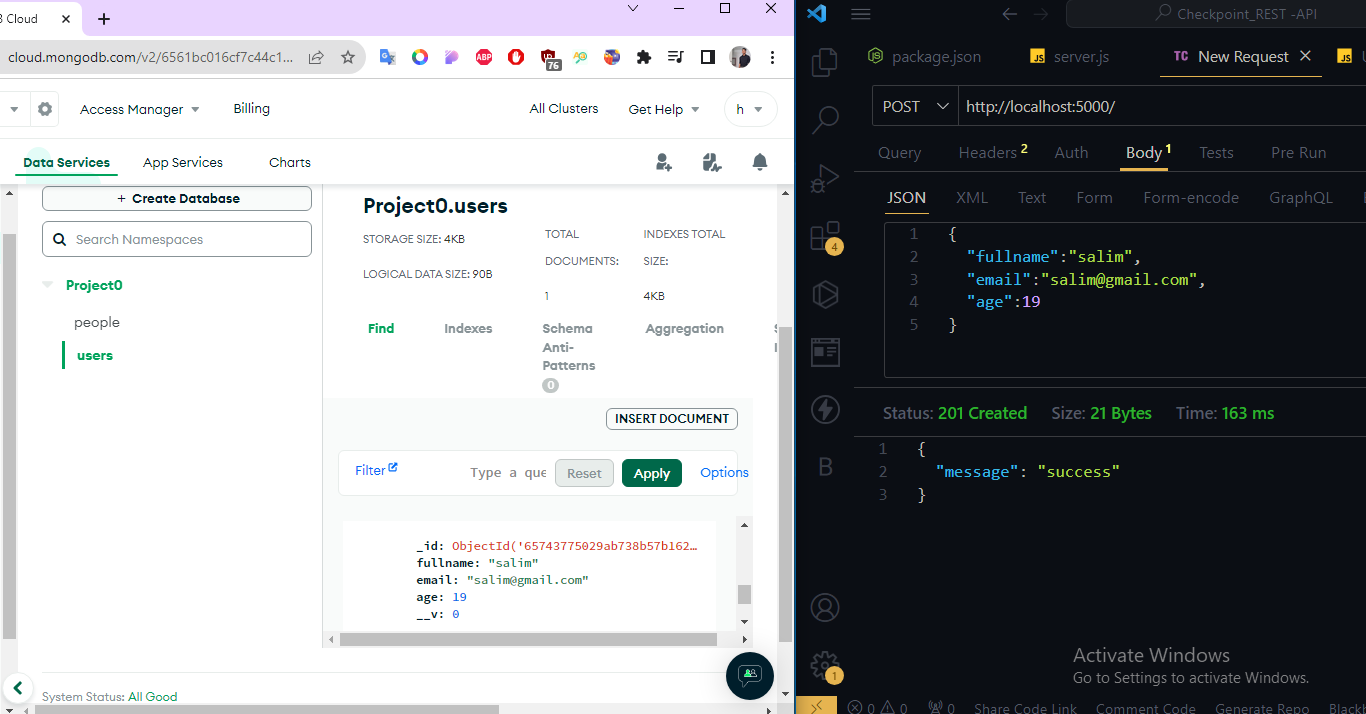 3 Cloud
cloud.mongodb.com/v2/6561bc016cf7c44c1...
ABP
76
Access Manager
Billing
All Clusters
Get Help
h
Data Services
App Services
Charts
+ Create Database
Search Namespaces
Project0
people
users
Project0.users
STORAGE SIZE: 4KB
LOGICAL DATA SIZE: 90B
TOTAL
DOCUMENTS:
1
INDEXES TOTAL
SIZE:
4KB
Find
Indexes
Schema
Anti-
Patterns
0
Aggregation
INSERT DOCUMENT
Filter
Type a que
Reset
Apply
Options
_id: ObjectId('65743775029ab738b57b162…
fullname: "salim"
email: "salim@gmail.com"
age: 19
__v: 0
System Status: All Good
Checkpoint_REST -API
package.json
JS server.js
TC New Request
JS
POST
http://localhost:5000/
Query
Headers 2
Auth
Body 1
Tests
Pre Run
JSON
XML
Text
Form
Form-encode
GraphQL
1 {
2 "fullname":"salim",
3 "email":"salim@gmail.com",
4 "age":19
5 }
Status: 201 Created
Size: 21 Bytes
Time: 163 ms
1 {
2 "message": "success"
3 }
4
B
1
Activate Windows
Go to Settings to activate Windows.
0
0
0
Share Code Link
Comment Code
Generate Repo